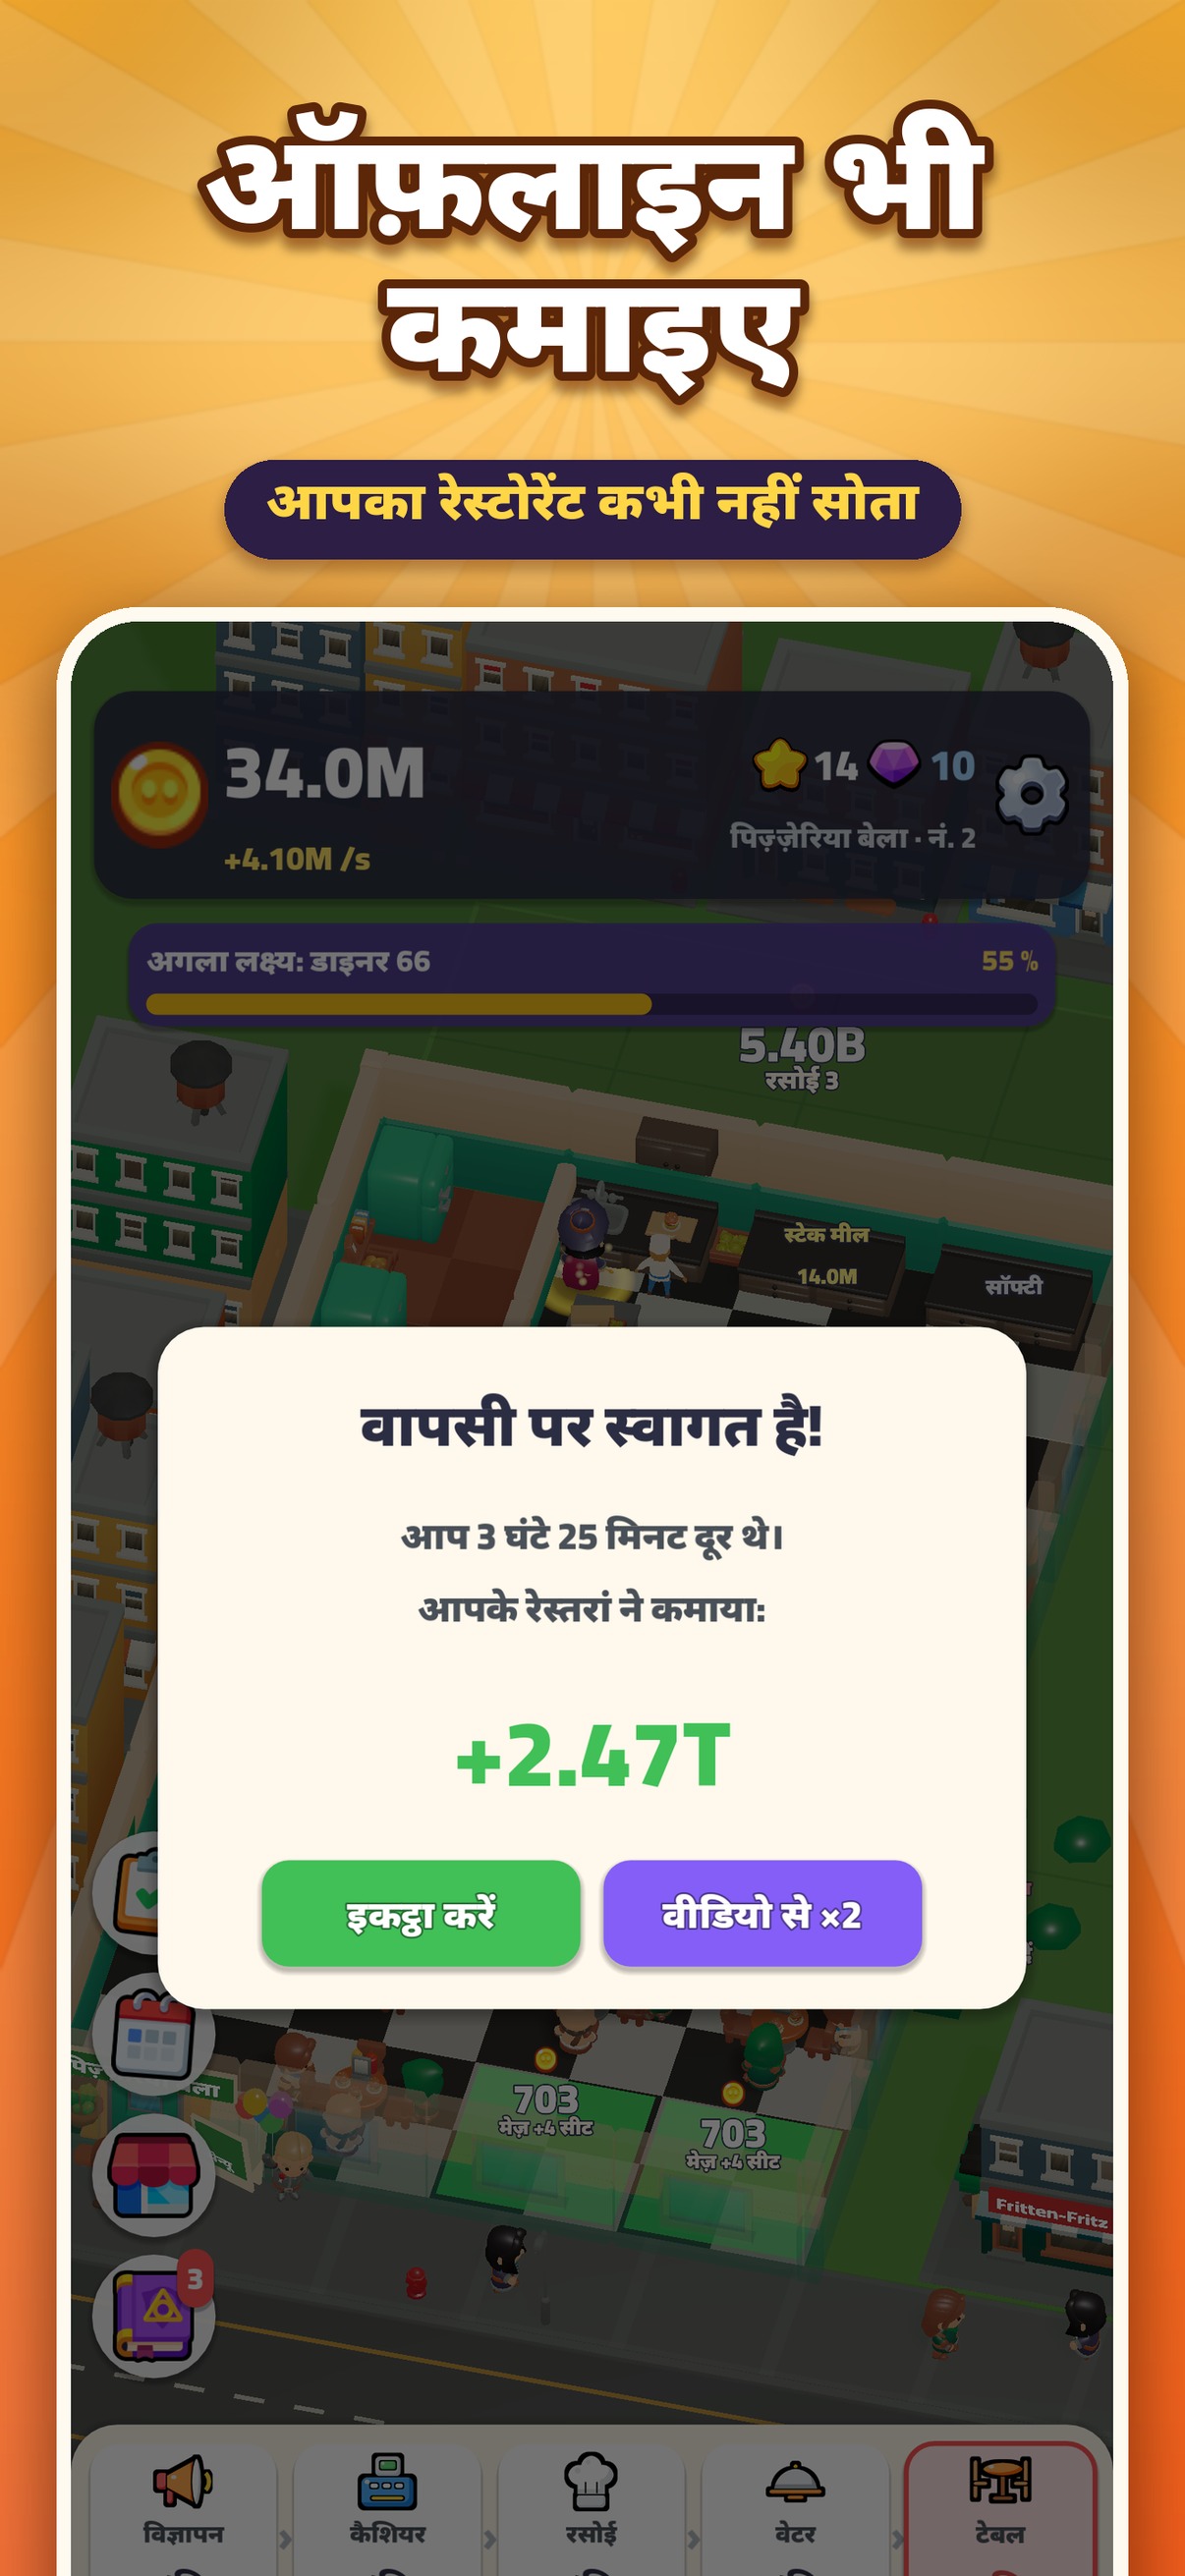 ऑफ़लाइन भी
कमाइए
आपका रेस्टोरेंट कभी नहीं सोता
34.0M
14 10
+4.10M /s
पिज़्ज़ेरिया बेला · नं. 2
अगला लक्ष्य: डाइनर 66 55 %
5.40B
रसोई 3
स्टेक मील
14.0M
सॉफ्टी
वापसी पर स्वागत है!
आप 3 घंटे 25 मिनट दूर थे।
आपके रेस्तरां ने कमाया:
+2.47T
इकट्ठा करें वीडियो से ×2
703
मेज़ +4 सीट
703
मेज़ +4 सीट
Fritten-Fritz
3
विज्ञापन › कैशियर › रसोई › वेटर › टेबल